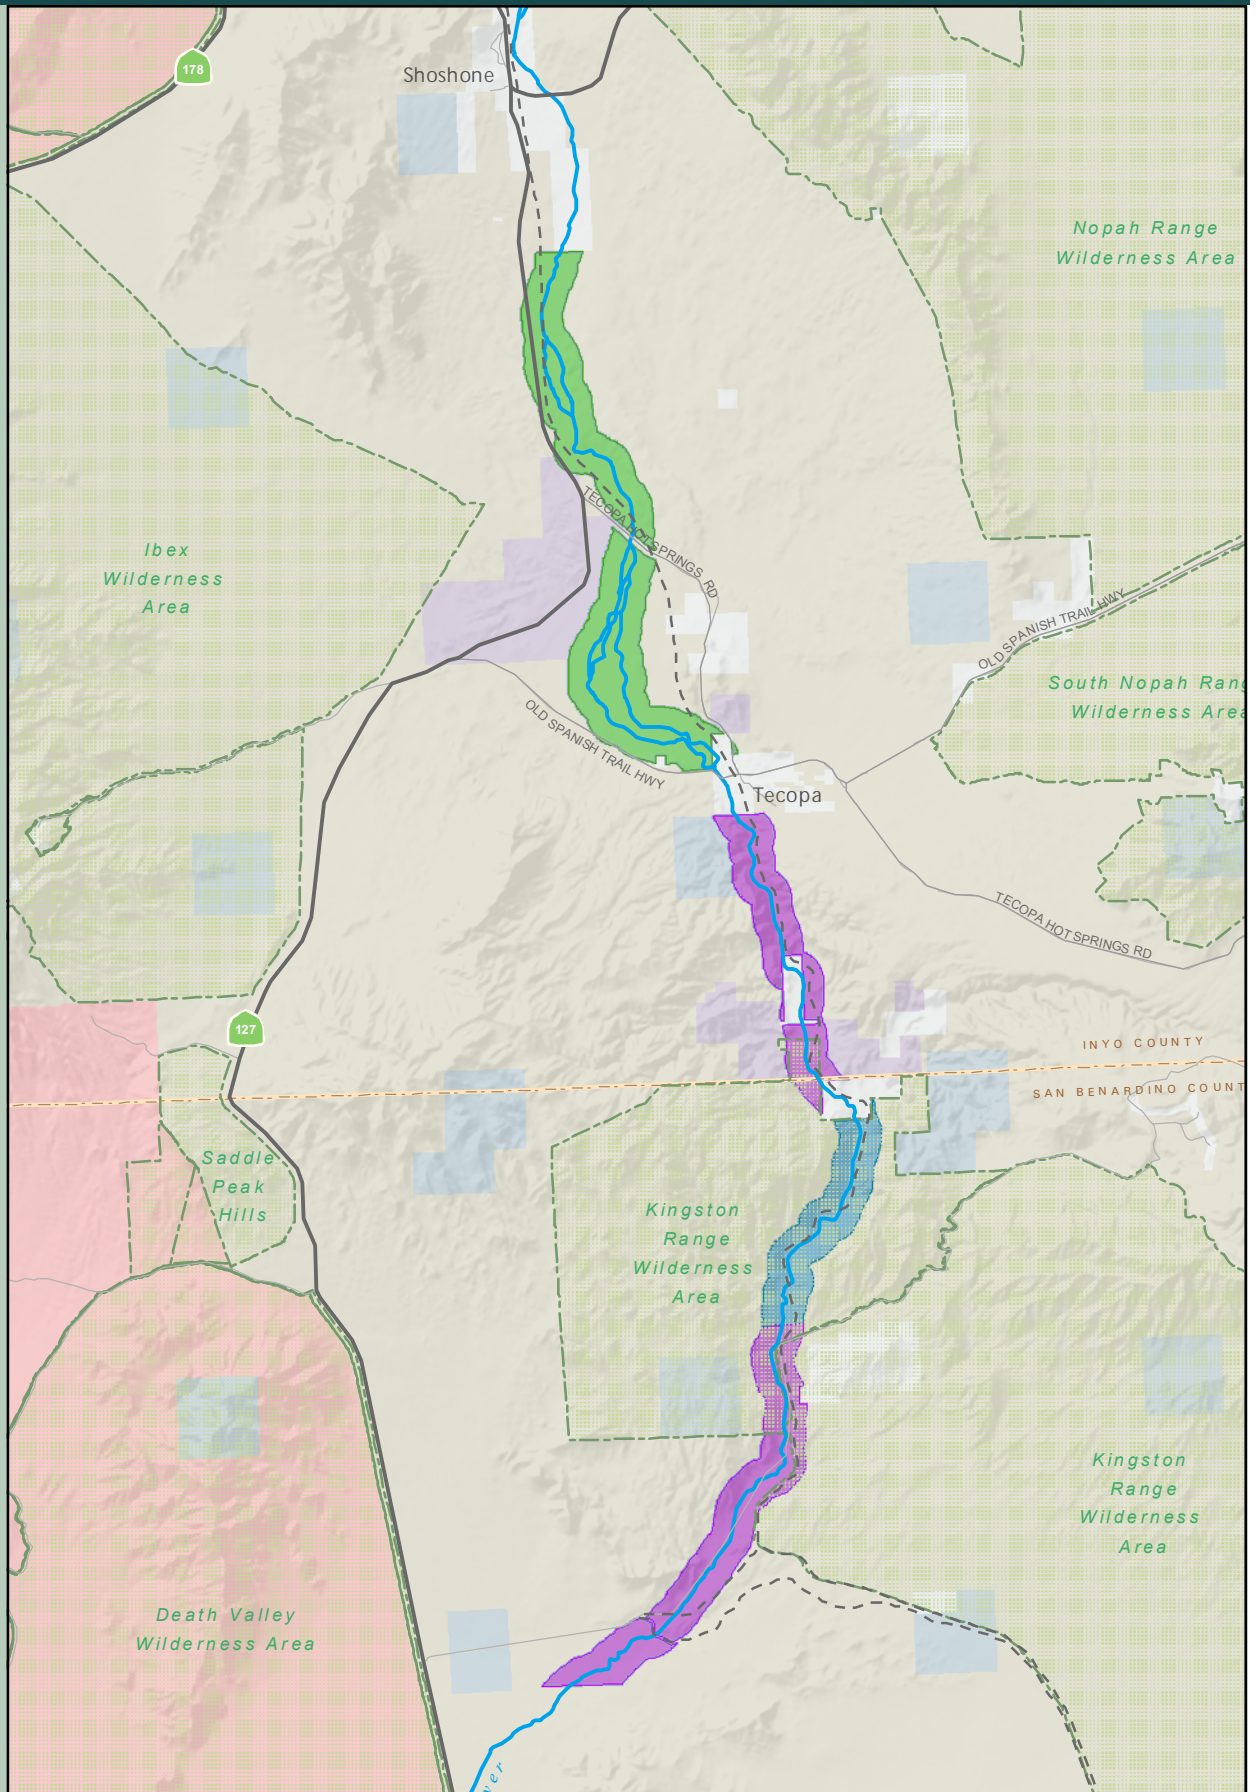 Shoshone
178
Nopah Range
Wilderness Area
TECOPA HOT SPRINGS RD
Ibex
Wilderness
Area
OLD SPANISH TRAIL HWY
South Nopah Rang
Wilderness Area
OLD SPANISH TRAIL HWY
Tecopa
TECOPA HOT SPRINGS RD
127
INYO COUNTY
SAN BENARDINO COUNT
Saddle
Peak
Hills
Kingston
Range
Wilderness
Area
Kingston
Range
Wilderness
Area
Death Valley
Wilderness Area
ver